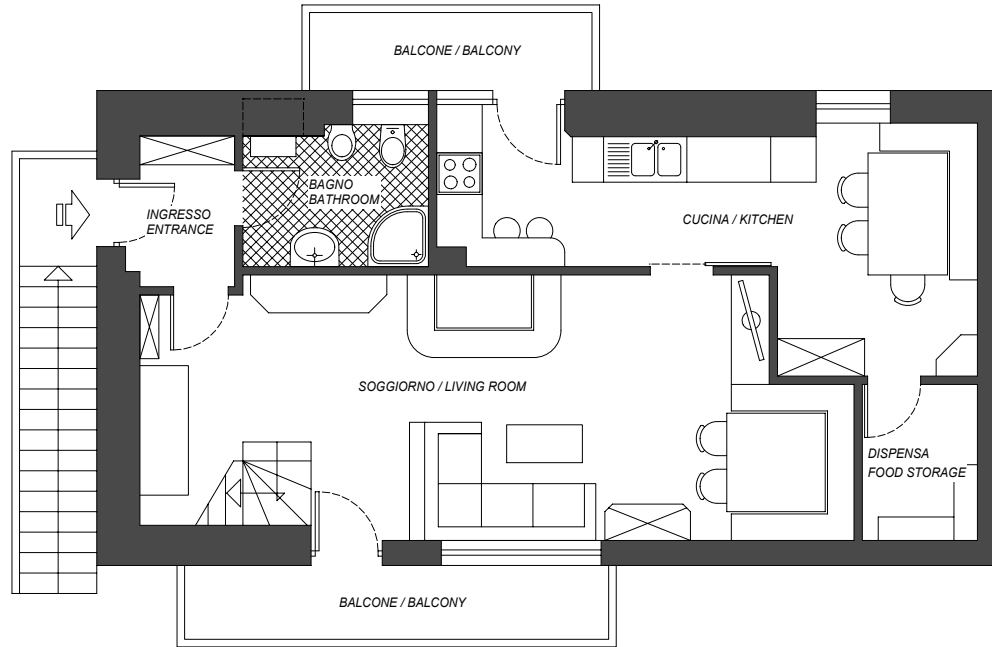 BALCONE / BALCONY
BAGNO
BATHROOM
INGRESSO
ENTRANCE
CUCINA / KITCHEN
SOGGIORNO / LIVING ROOM
DISPENSA
FOOD STORAGE
BALCONE / BALCONY